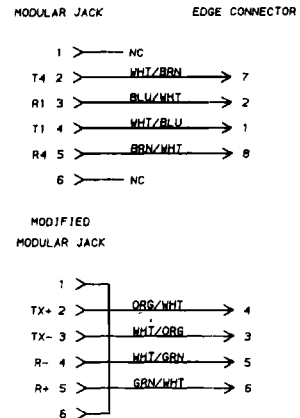 MODULAR JACK EDGE CONNECTOR
1 NC
T4 2 WHT/BRN 7
R1 3 BLU/WHT 2
T1 4 WHT/BLU 1
R4 5 BRN/WHT 8
6 NC
MODIFIED
MODULAR JACK
1
TX+ 2 ORG/WHT 4
TX- 3 WHT/ORG 3
R- 4 WHT/GRN 5
R+ 5 GRN/WHT 6
6